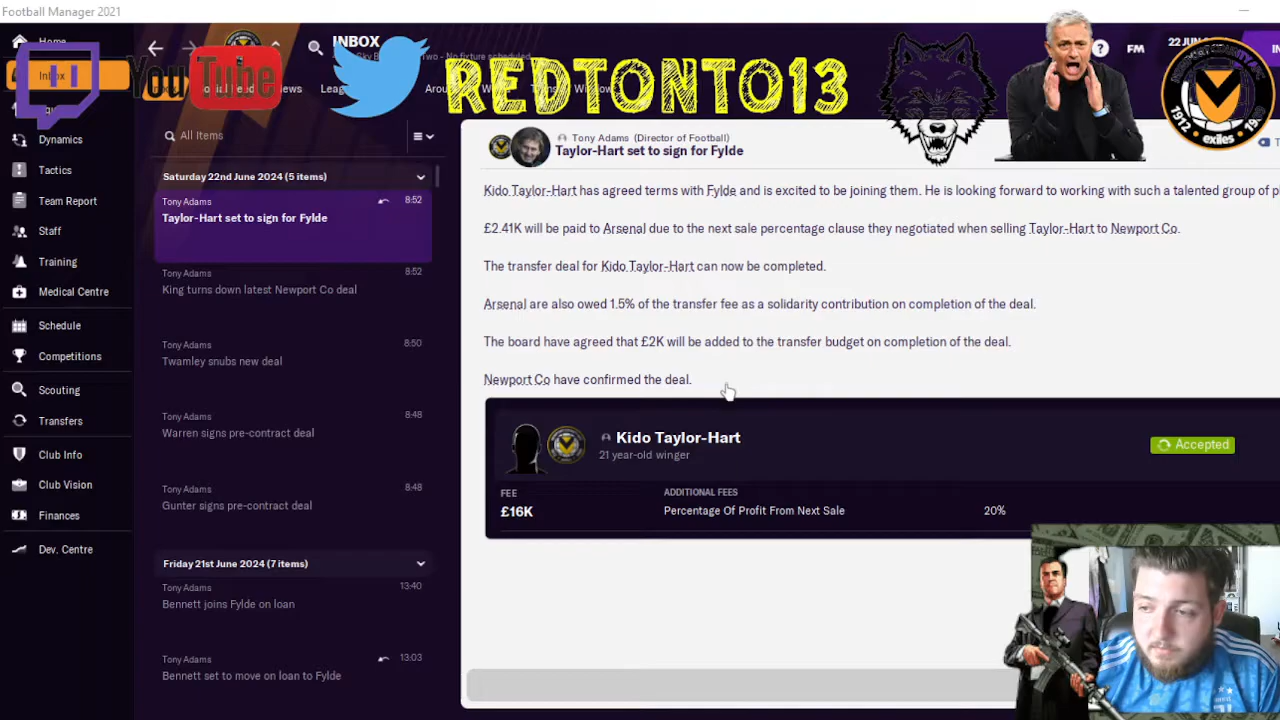 Football Manager 2021
Home
INBOX
No fixture scheduled
22 JUN
FM
?
YouTube
REDTONTO13
1912
exiles
Inbox
Social Feed
News
Dynamics
Tactics
Team Report
Staff
Training
Medical Centre
Schedule
Competitions
Scouting
Transfers
Club Info
Club Vision
Finances
Dev. Centre
All Items
Saturday 22nd June 2024 (5 items)
Tony Adams 8:52
Taylor-Hart set to sign for Fylde
Tony Adams 8:52
King turns down latest Newport Co deal
Tony Adams 8:50
Twamley snubs new deal
Tony Adams 8:48
Warren signs pre-contract deal
Tony Adams 8:48
Gunter signs pre-contract deal
Friday 21st June 2024 (7 items)
Tony Adams 13:40
Bennett joins Fylde on loan
Tony Adams 13:03
Bennett set to move on loan to Fylde
Tony Adams (Director of Football)
Taylor-Hart set to sign for Fylde
Kido Taylor-Hart has agreed terms with Fylde and is excited to be joining them. He is looking forward to working with such a talented group of
£2.41K will be paid to Arsenal due to the next sale percentage clause they negotiated when selling Taylor-Hart to Newport Co.
The transfer deal for Kido Taylor-Hart can now be completed.
Arsenal are also owed 1.5% of the transfer fee as a solidarity contribution on completion of the deal.
The board have agreed that £2K will be added to the transfer budget on completion of the deal.
Newport Co have confirmed the deal.
Kido Taylor-Hart
21 year-old winger
Accepted
FEE ADDITIONAL FEES
£16K Percentage Of Profit From Next Sale 20%